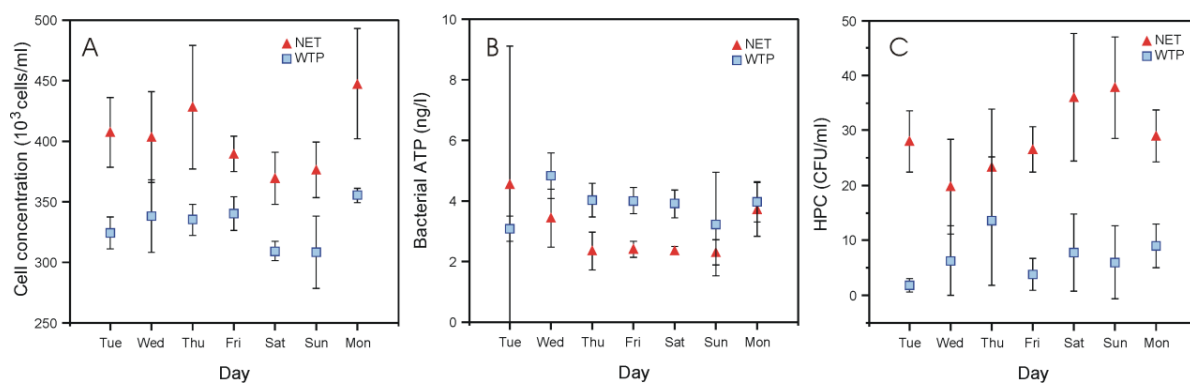 A
NET
WTP
Cell concentration (10³ cells/ml)
500
450
400
350
300
250
Tue Wed Thu Fri Sat Sun Mon
Day
B
NET
WTP
Bacterial ATP (ng/l)
10
8
6
4
2
0
Tue Wed Thu Fri Sat Sun Mon
Day
C
NET
WTP
HPC (CFU/ml)
50
40
30
20
10
0
Tue Wed Thu Fri Sat Sun Mon
Day